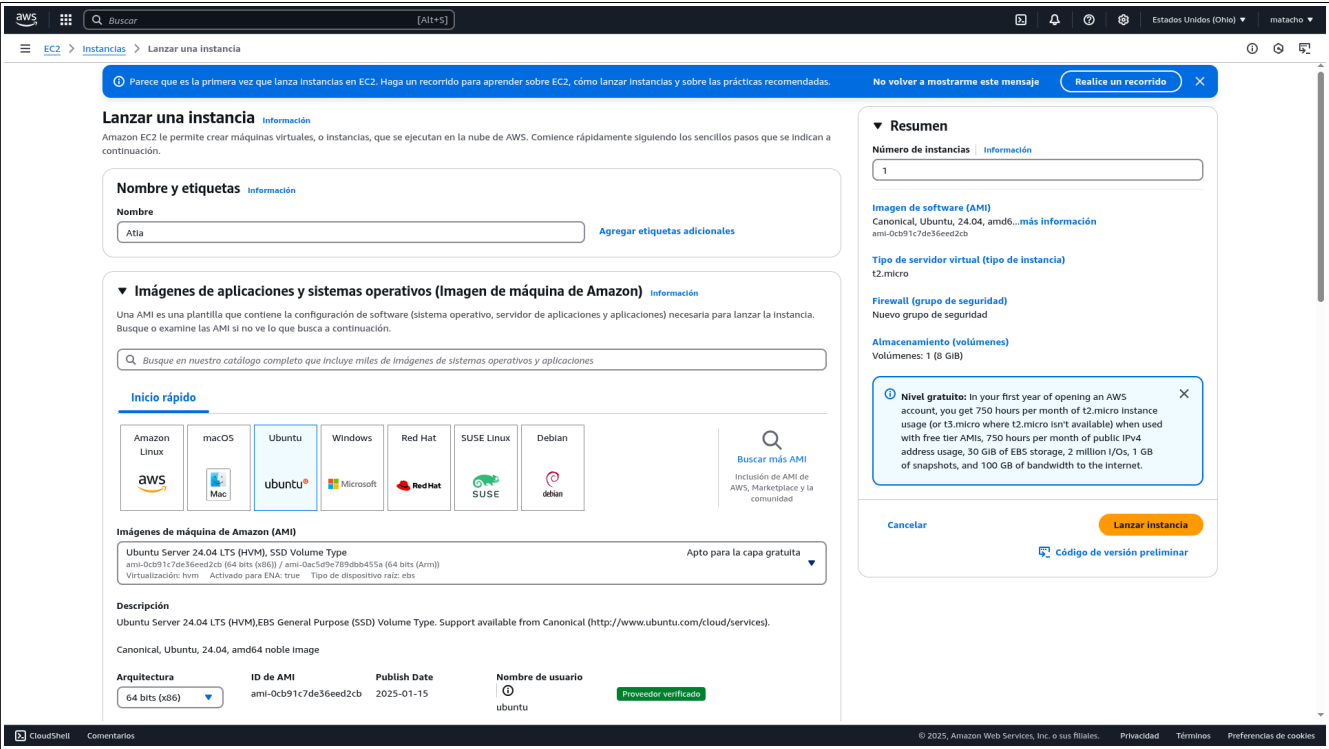 aws
Buscar
[Alt+S]
Estados Unidos (Ohio)
matacho
EC2 > Instancias > Lanzar una instancia
Parece que es la primera vez que lanza instancias en EC2. Haga un recorrido para aprender sobre EC2, cómo lanzar instancias y sobre las prácticas recomendadas.
No volver a mostrarme este mensaje
Realice un recorrido
Lanzar una instancia Información
Amazon EC2 le permite crear máquinas virtuales, o instancias, que se ejecutan en la nube de AWS. Comience rápidamente siguiendo los sencillos pasos que se indican a
continuación.
Nombre y etiquetas Información
Nombre
Atia
Agregar etiquetas adicionales
Imágenes de aplicaciones y sistemas operativos (Imagen de máquina de Amazon) Información
Una AMI es una plantilla que contiene la configuración de software (sistema operativo, servidor de aplicaciones y aplicaciones) necesaria para lanzar la instancia.
Busque o examine las AMI si no ve lo que busca a continuación.
Busque en nuestro catálogo completo que incluye miles de imágenes de sistemas operativos y aplicaciones
Inicio rápido
Amazon
Linux
aws
macOS
Mac
Ubuntu
ubuntu
Windows
Microsoft
Red Hat
Red Hat
SUSE Linux
SUSE
Debian
debian
Buscar más AMI
Inclusión de AMI de
AWS, Marketplace y la
comunidad
Imágenes de máquina de Amazon (AMI)
Ubuntu Server 24.04 LTS (HVM), SSD Volume Type
Apto para la capa gratuita
ami-0cb91c7de36eed2cb (64 bits (x86)) / ami-0ac5d9e789dbb455a (64 bits (Arm))
Virtualización: hvm Activado para ENA: true Tipo de dispositivo raíz: ebs
Descripción
Ubuntu Server 24.04 LTS (HVM),EBS General Purpose (SSD) Volume Type. Support available from Canonical (http://www.ubuntu.com/cloud/services).
Canonical, Ubuntu, 24.04, amd64 noble image
Arquitectura
64 bits (x86)
ID de AMI
ami-0cb91c7de36eed2cb
Publish Date
2025-01-15
Nombre de usuario
ubuntu
Proveedor verificado
Resumen
Número de instancias Información
1
Imagen de software (AMI)
Canonical, Ubuntu, 24.04, amd6...más información
ami-0cb91c7de36eed2cb
Tipo de servidor virtual (tipo de instancia)
t2.micro
Firewall (grupo de seguridad)
Nuevo grupo de seguridad
Almacenamiento (volúmenes)
Volúmenes: 1 (8 GiB)
Nivel gratuito: In your first year of opening an AWS
account, you get 750 hours per month of t2.micro instance
usage (or t3.micro where t2.micro isn't available) when used
with free tier AMIs, 750 hours per month of public IPv4
address usage, 30 GiB of EBS storage, 2 million I/Os, 1 GB
of snapshots, and 100 GB of bandwidth to the internet.
Cancelar
Lanzar instancia
Código de versión preliminar
CloudShell
Comentarios
© 2025, Amazon Web Services, Inc. o sus filiales.
Privacidad
Términos
Preferencias de cookies